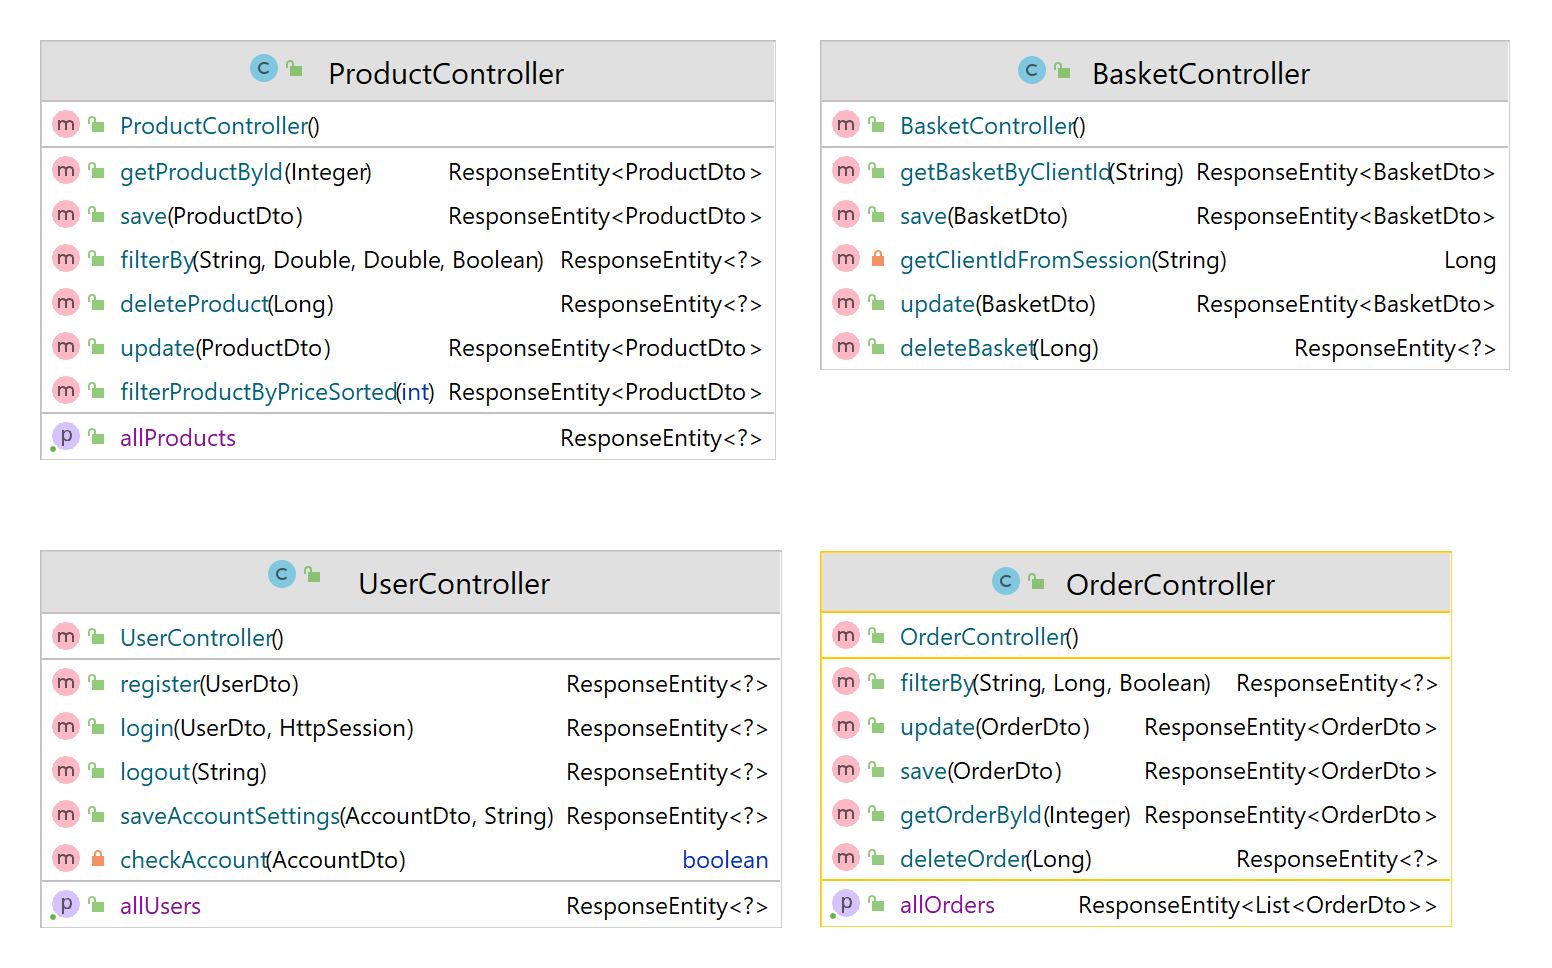 C ProductController
m ProductController()
m getProductById(Integer) ResponseEntity<ProductDto>
m save(ProductDto) ResponseEntity<ProductDto>
m filterBy(String, Double, Double, Boolean) ResponseEntity<?>
m deleteProduct(Long) ResponseEntity<?>
m update(ProductDto) ResponseEntity<ProductDto>
m filterProductByPriceSorted(int) ResponseEntity<ProductDto>
p allProducts ResponseEntity<?>
C BasketController
m BasketController()
m getBasketByClientId(String) ResponseEntity<BasketDto>
m save(BasketDto) ResponseEntity<BasketDto>
m getClientIdFromSession(String) Long
m update(BasketDto) ResponseEntity<BasketDto>
m deleteBasket(Long) ResponseEntity<?>
C UserController
m UserController()
m register(UserDto) ResponseEntity<?>
m login(UserDto, HttpSession) ResponseEntity<?>
m logout(String) ResponseEntity<?>
m saveAccountSettings(AccountDto, String) ResponseEntity<?>
m checkAccount(AccountDto) boolean
p allUsers ResponseEntity<?>
C OrderController
m OrderController()
m filterBy(String, Long, Boolean) ResponseEntity<?>
m update(OrderDto) ResponseEntity<OrderDto>
m save(OrderDto) ResponseEntity<OrderDto>
m getOrderById(Integer) ResponseEntity<OrderDto>
m deleteOrder(Long) ResponseEntity<?>
p allOrders ResponseEntity<List<OrderDto>>